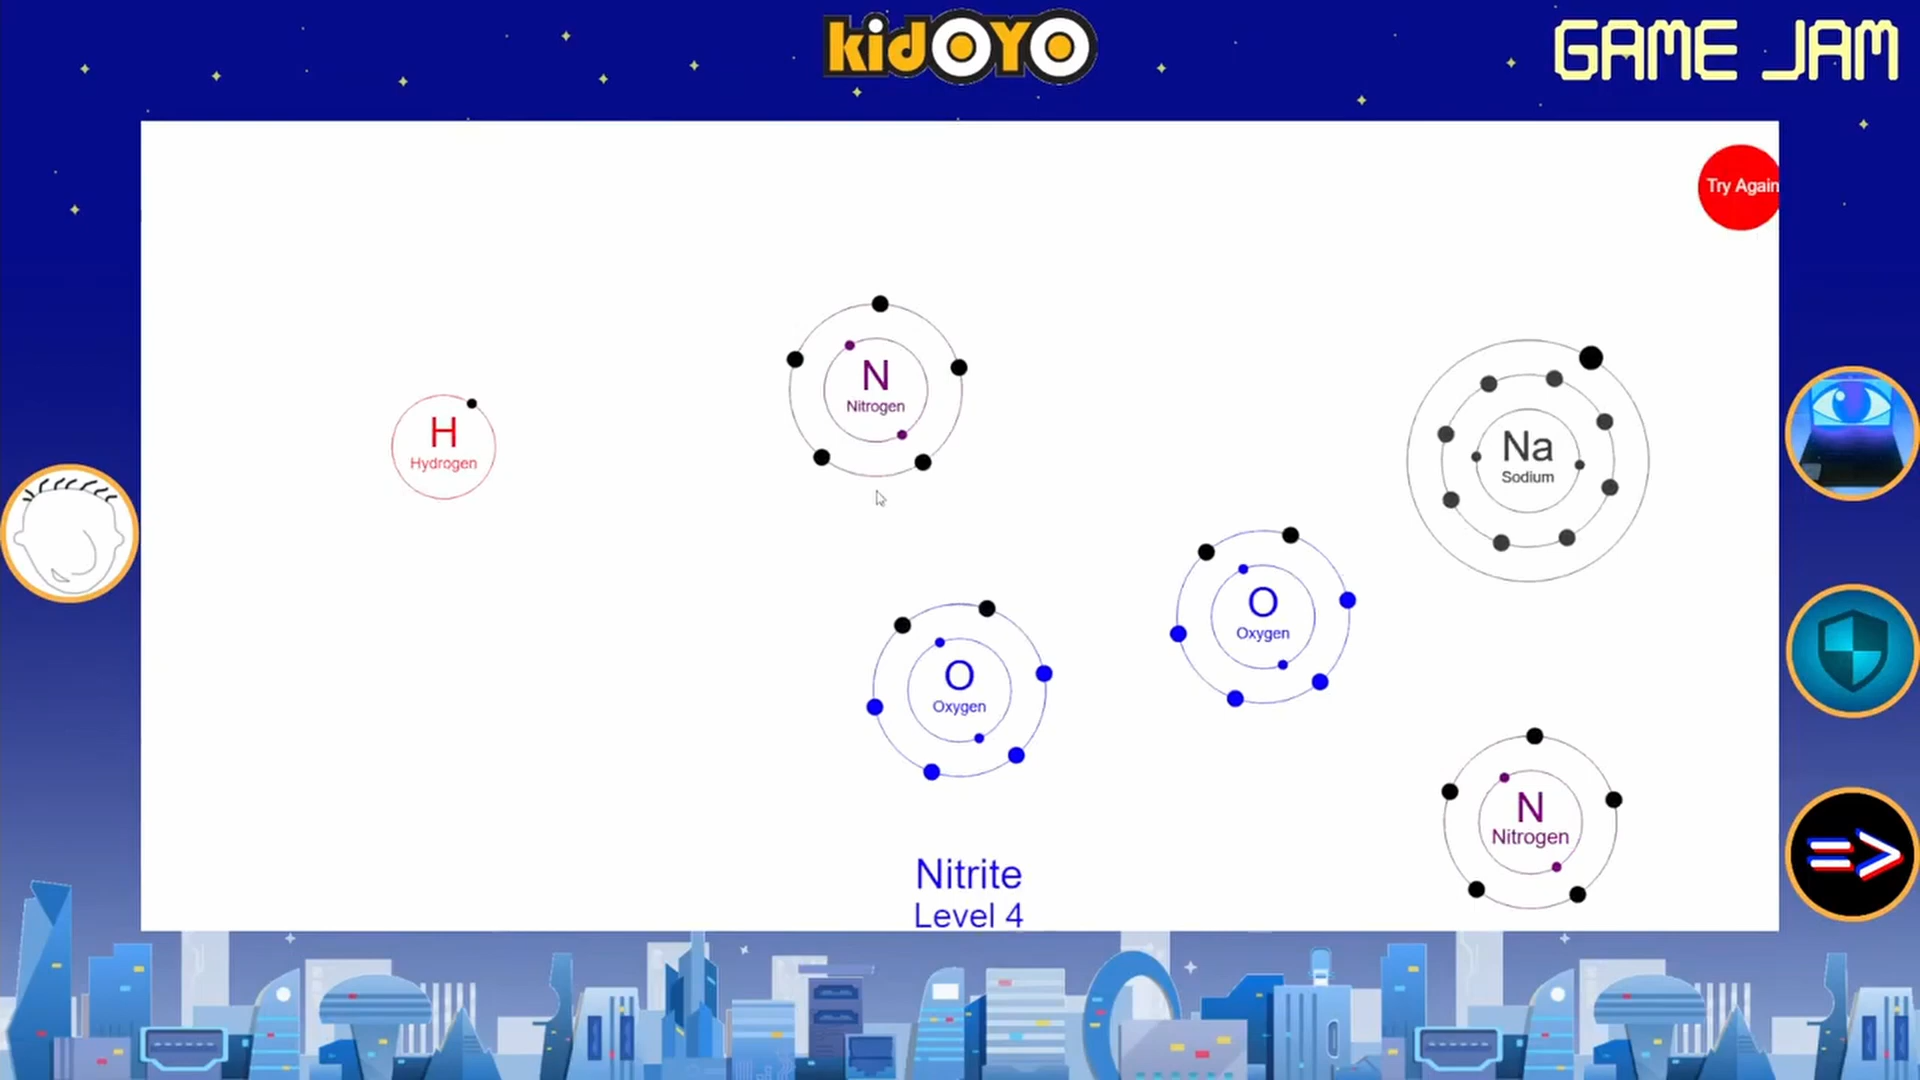 kidOYO
GAME JAM
Try Again
N
Nitrogen
H
Hydrogen
Na
Sodium
O
Oxygen
O
Oxygen
N
Nitrogen
=>
Nitrite
Level 4